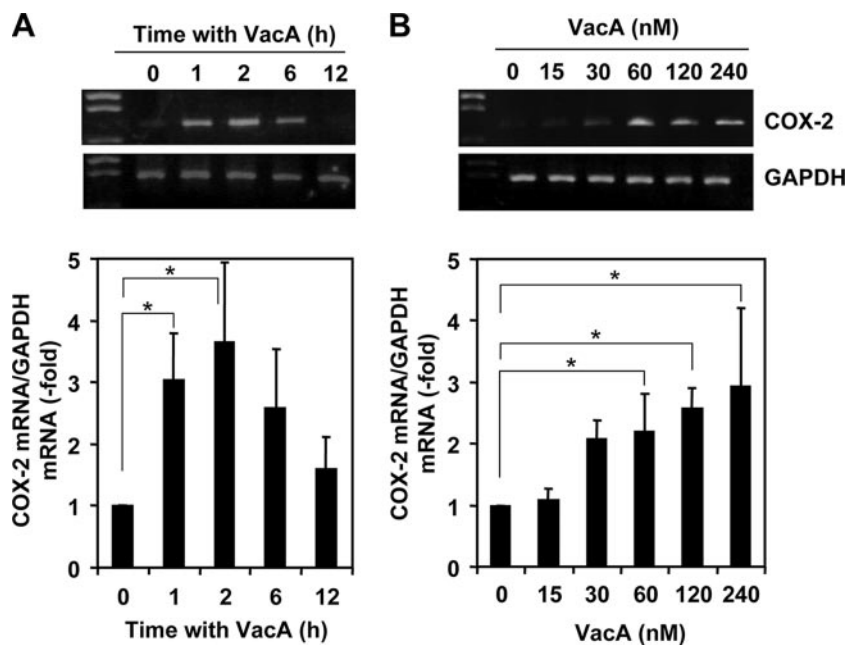 A
Time with VacA (h)
0 1 2 6 12
B
VacA (nM)
0 15 30 60 120 240
COX-2
GAPDH
COX-2 mRNA/GAPDH
mRNA (-fold)
5
4
3
2
1
0
*
*
0 1 2 6 12
Time with VacA (h)
COX-2 mRNA/GAPDH
mRNA (-fold)
5
4
3
2
1
0
*
*
*
0 15 30 60 120 240
VacA (nM)